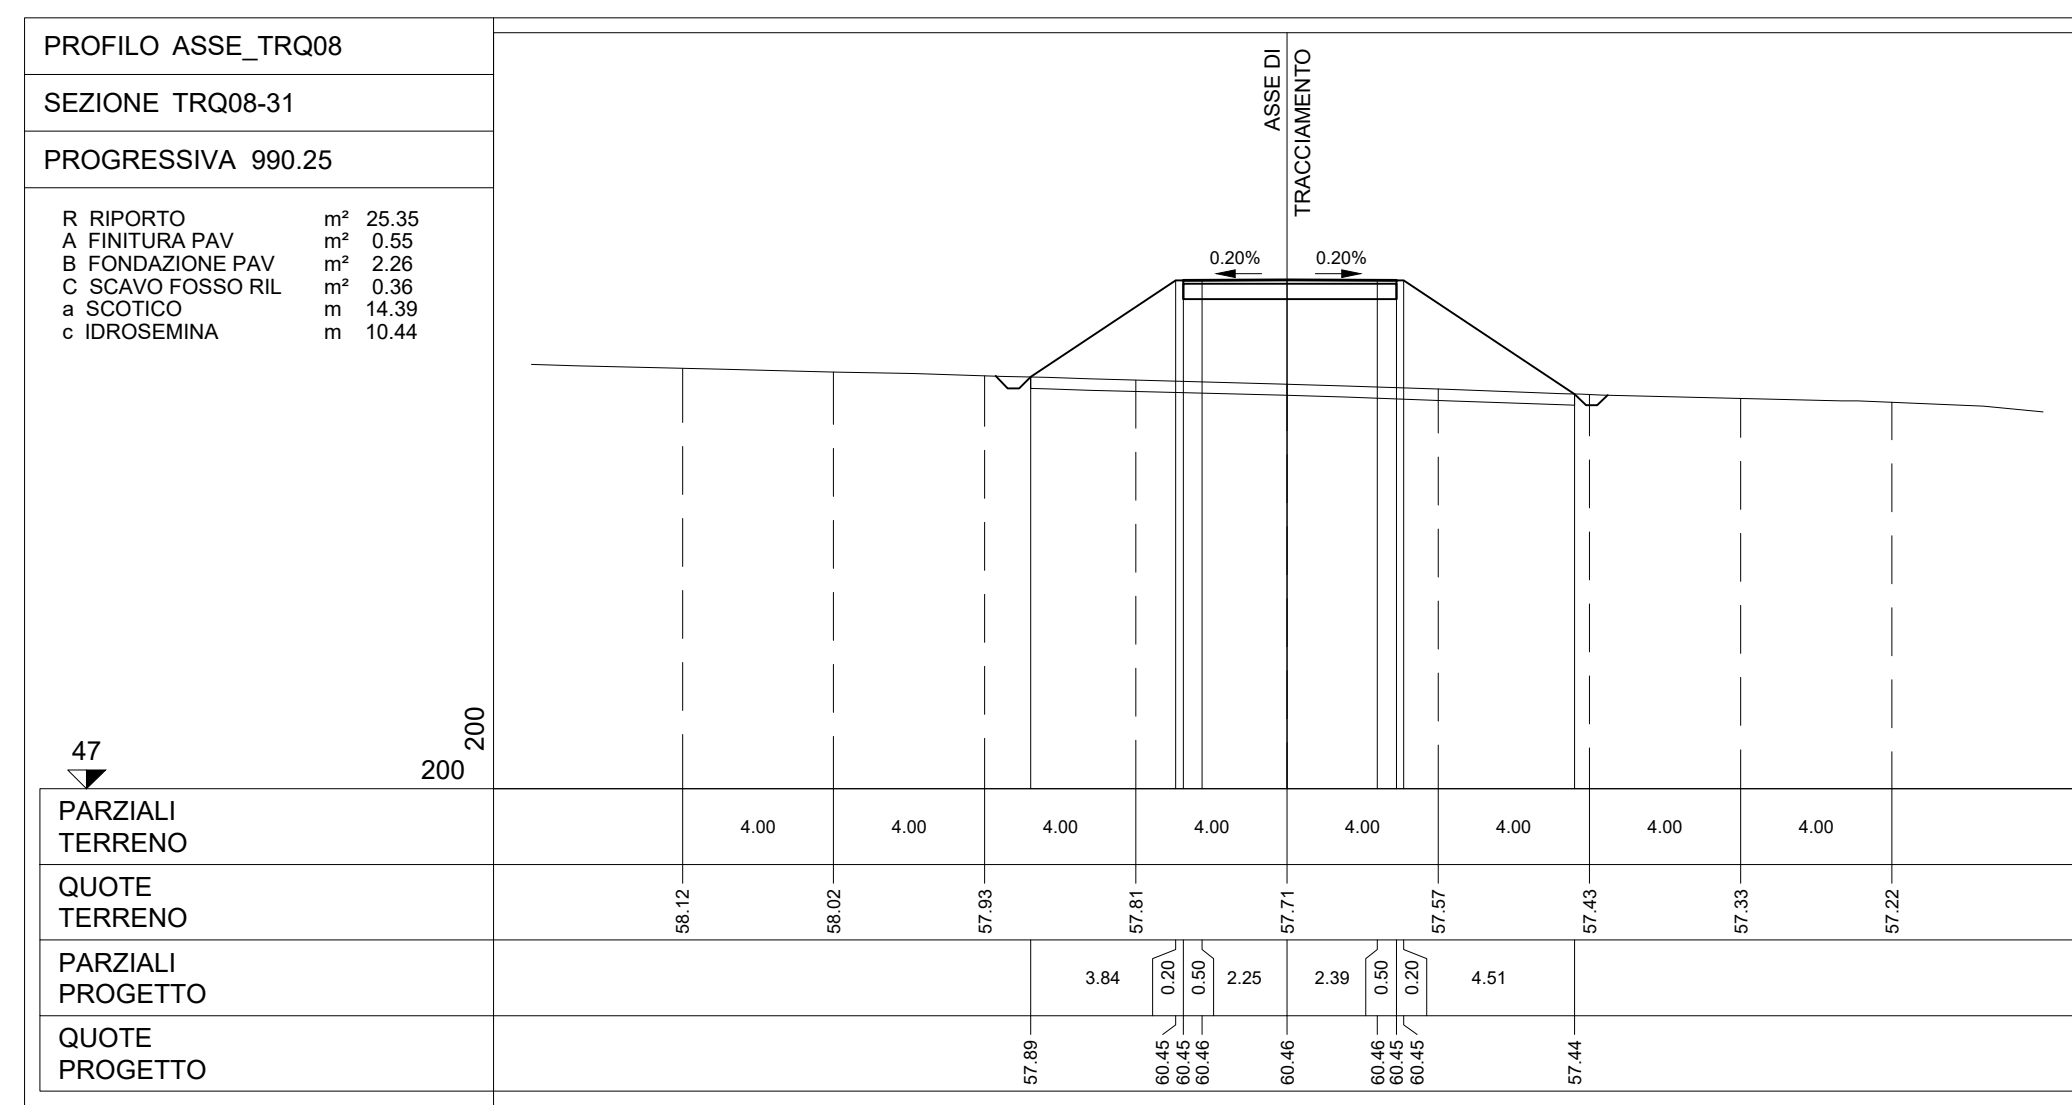 PROFILO ASSE_TRQ08
SEZIONE TRQ08-31
PROGRESSIVA 990.25
R RIPORTO m² 25.35
A FINITURA PAV m² 0.55
B FONDAZIONE PAV m² 2.26
C SCAVO FOSSO RIL m² 0.36
a SCOTICO m 14.39
c IDROSEMINA m 10.44
ASSE DI
TRACCIAMENTO
0.20% 0.20%
47
200
200
PARZIALI
TERRENO
4.00 4.00 4.00 4.00 4.00 4.00 4.00 4.00
QUOTE
TERRENO
58.12 58.02 57.93 57.81 57.71 57.57 57.43 57.33 57.22
PARZIALI
PROGETTO
3.84 0.20 0.50 2.25 2.39 0.50 0.20 4.51
QUOTE
PROGETTO
57.89 60.45 60.45 60.46 60.46 60.46 60.45 60.45 57.44